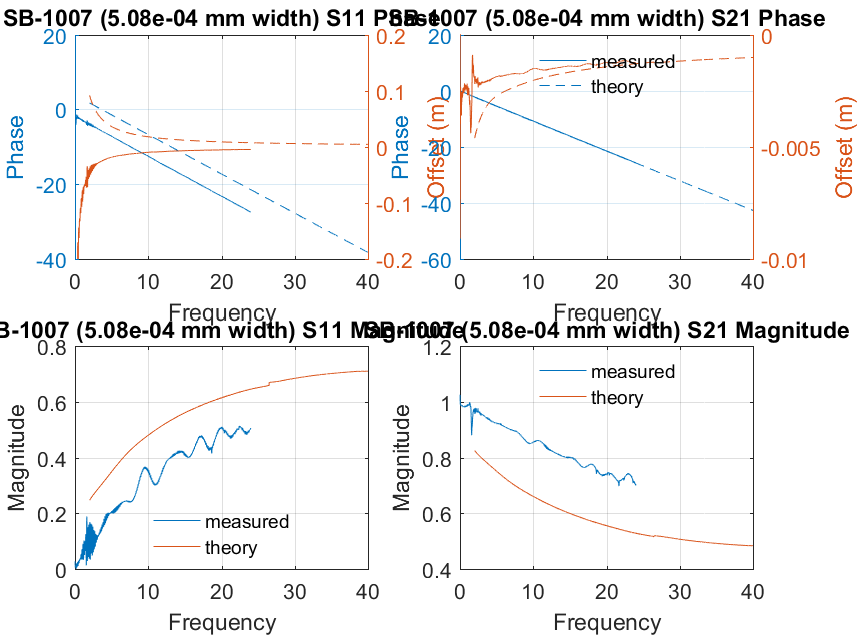 SB-1007 (5.08e-04 mm width) S11 Phase
20
0
-20
-40
Phase
0.2
0.1
0
-0.1
-0.2
Offset (m)
0 10 20 30 40
Frequency
SB-1007 (5.08e-04 mm width) S21 Phase
20
0
-20
-40
-60
Phase
measured
theory
0
-0.005
-0.01
Offset (m)
0 10 20 30 40
Frequency
B-1007 (5.08e-04 mm width) S11 Magnitude
0.8
0.6
0.4
0.2
0
Magnitude
measured
theory
0 10 20 30 40
Frequency
SB-1007 (5.08e-04 mm width) S21 Magnitude
1.2
1
0.8
0.6
0.4
Magnitude
measured
theory
0 10 20 30 40
Frequency